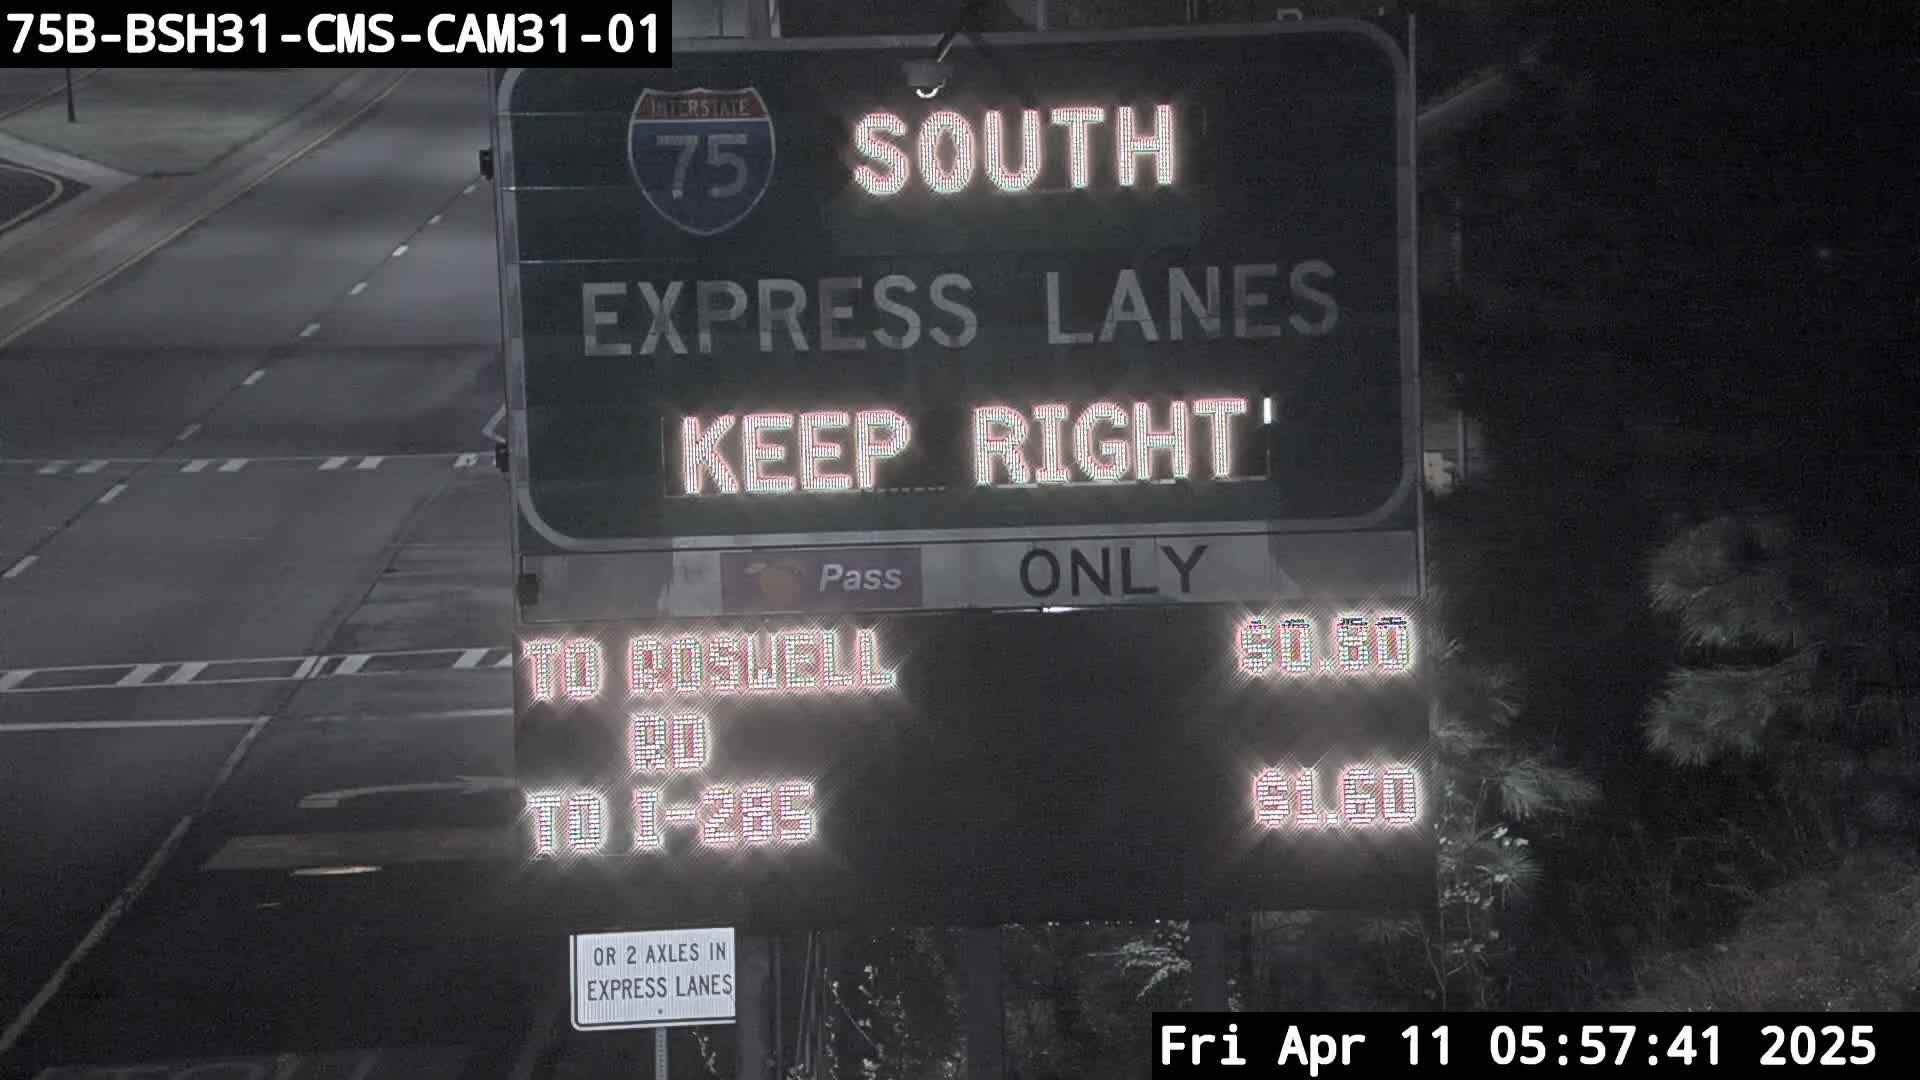 75B-BSH31-CMS-CAM31-01
INTERSTATE
75
SOUTH
EXPRESS LANES
KEEP RIGHT
Pass ONLY
TO ROSWELL $0.80
RD
TO I-285 $1.60
OR 2 AXLES IN
EXPRESS LANES
Fri Apr 11 05:57:41 2025